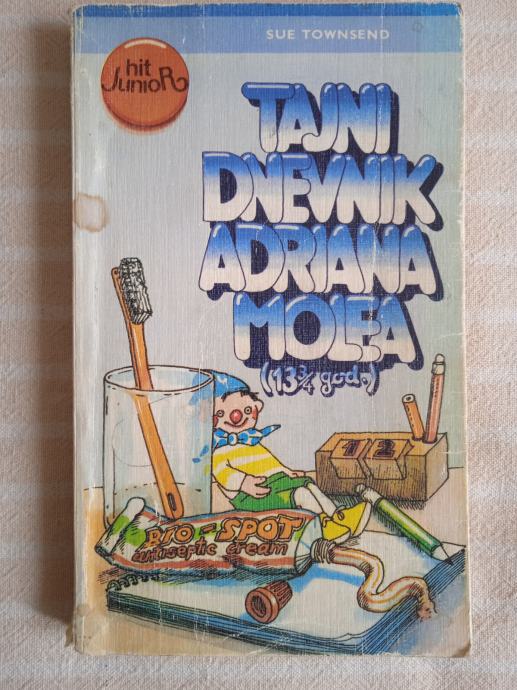 SUE TOWNSEND
hit
JunioR
TAJNI
DNEVNIK
ADRIANA
MOLEA
(13¾ god.)
1 2
BIO-SPOT
antiseptic cream